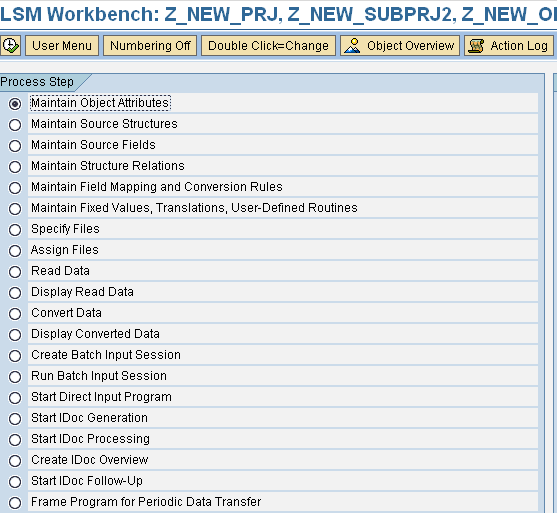 LSM Workbench: Z_NEW_PRJ, Z_NEW_SUBPRJ2, Z_NEW_O
User Menu Numbering Off Double Click=Change Object Overview Action Log
Process Step
Maintain Object Attributes
Maintain Source Structures
Maintain Source Fields
Maintain Structure Relations
Maintain Field Mapping and Conversion Rules
Maintain Fixed Values, Translations, User-Defined Routines
Specify Files
Assign Files
Read Data
Display Read Data
Convert Data
Display Converted Data
Create Batch Input Session
Run Batch Input Session
Start Direct Input Program
Start IDoc Generation
Start IDoc Processing
Create IDoc Overview
Start IDoc Follow-Up
Frame Program for Periodic Data Transfer